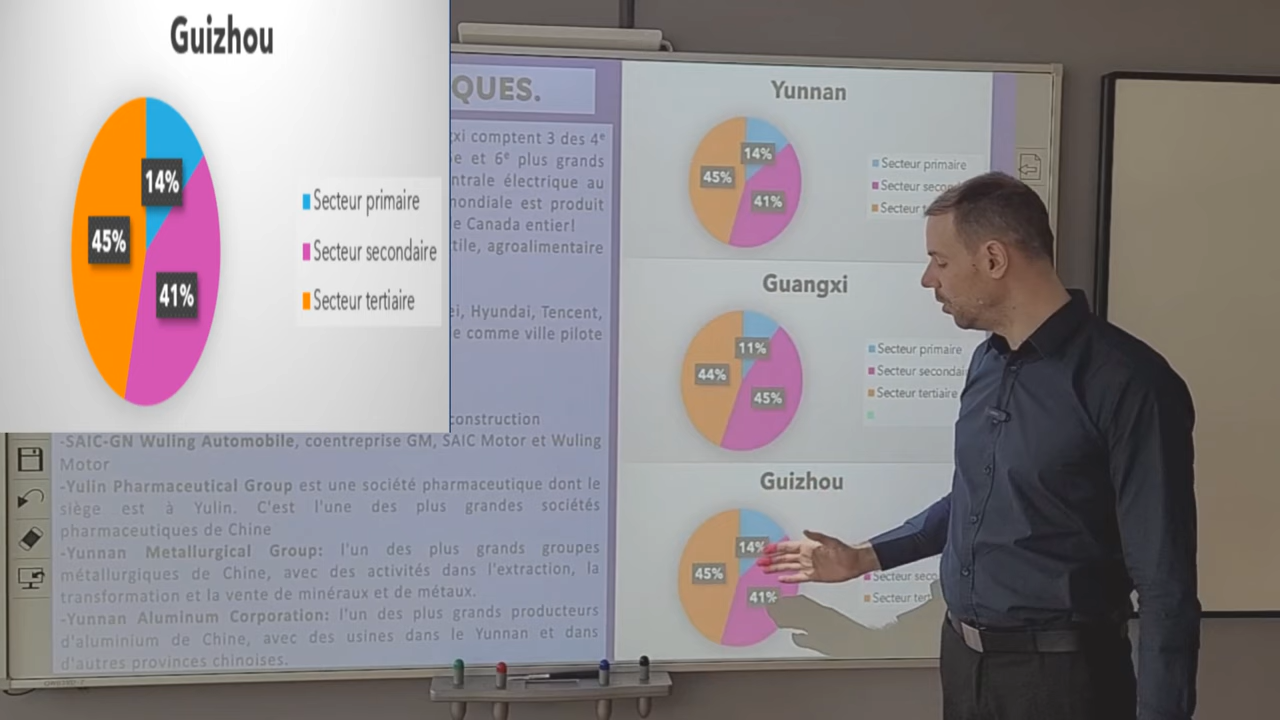 Guizhou
14%
45%
41%
Secteur primaire
Secteur secondaire
Secteur tertiaire
QUES.
xi comptent 3 des 4e
e et 6e plus grands
ntrale électrique au
mondiale est produit
e Canada entier!
tile, agroalimentaire
ei, Hyundai, Tencent,
e comme ville pilote
construction
-SAIC-GN Wuling Automobile, coentreprise GM, SAIC Motor et Wuling
Motor
-Yulin Pharmaceutical Group est une société pharmaceutique dont le
siège est à Yulin. C'est l'une des plus grandes sociétés
pharmaceutiques de Chine
-Yunnan Metallurgical Group: l'un des plus grands groupes
métallurgiques de Chine, avec des activités dans l'extraction, la
transformation et la vente de minéraux et de métaux.
-Yunnan Aluminum Corporation: l'un des plus grands producteurs
d'aluminium de Chine, avec des usines dans le Yunnan et dans
d'autres provinces chinoises.
Yunnan
14%
45%
41%
Secteur primaire
Secteur secon
Secteur t
Guangxi
11%
44%
45%
Secteur primaire
Secteur secondai
Secteur tertiaire
Guizhou
14%
45%
41%
Secteur seco
Secteur tert